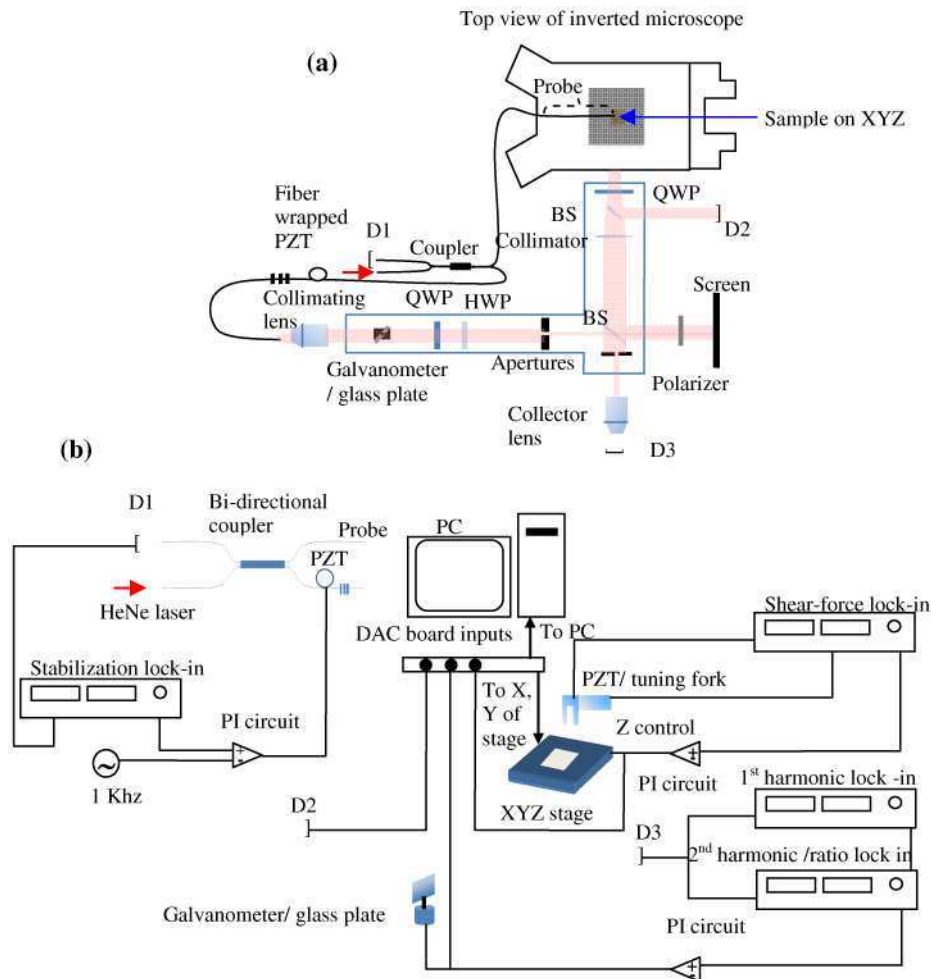 Top view of inverted microscope
(a)
Probe
Sample on XYZ
Fiber
wrapped
PZT
D1
Coupler
QWP
BS
D2
Collimator
Collimating
lens
QWP
HWP
BS
Screen
Galvanometer
/ glass plate
Apertures
Polarizer
Collector
lens
D3
(b)
D1
Bi-directional
coupler
Probe
PZT
HeNe laser
PC
DAC board inputs
To PC
Shear-force lock-in
Stabilization lock-in
PI circuit
To X,
Y of
stage
PZT/ tuning fork
Z control
1 Khz
PI circuit
XYZ stage
1st harmonic lock -in
D2
D3
2nd harmonic /ratio lock in
Galvanometer/ glass plate
PI circuit